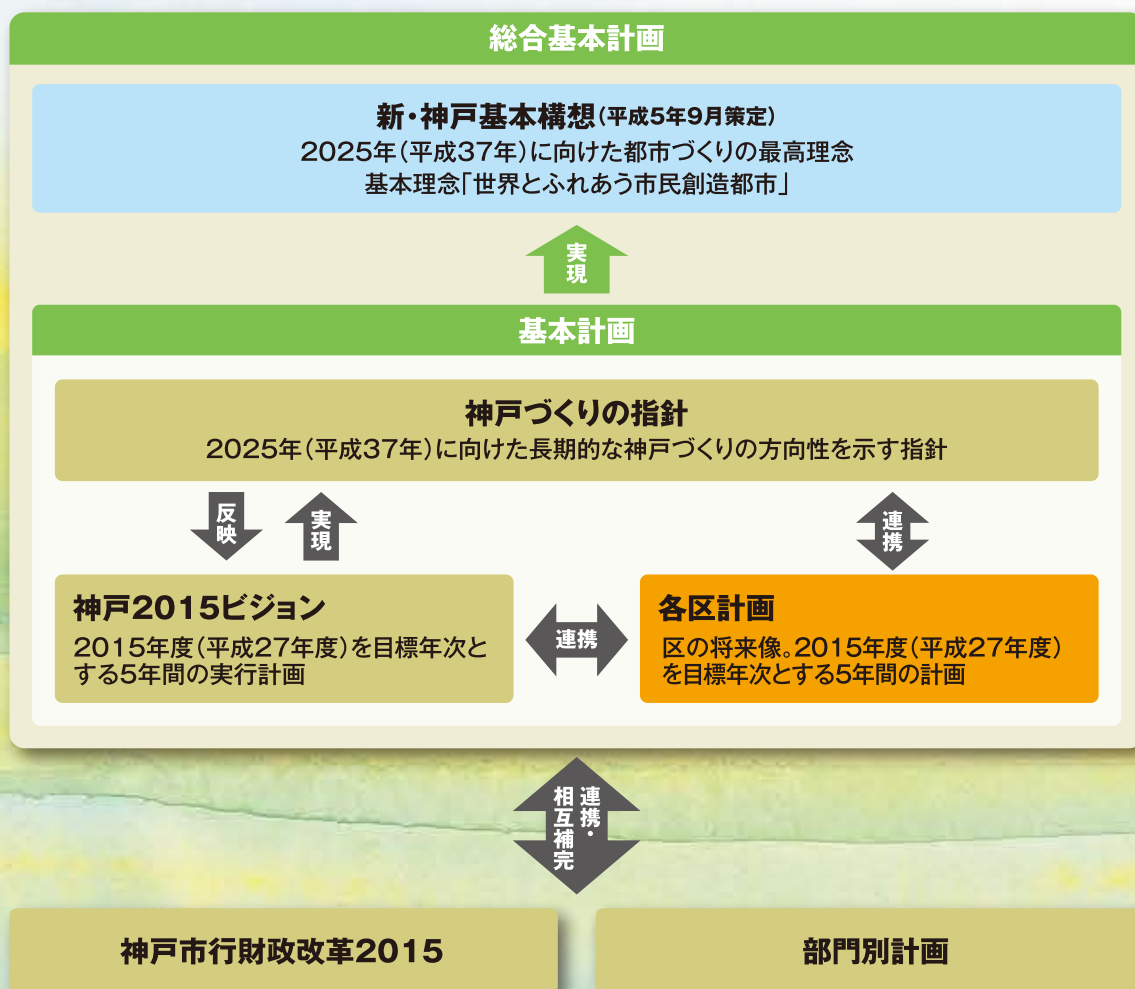 総合基本計画
新・神戸基本構想(平成5年9月策定)
2025年(平成37年)に向けた都市づくりの最高理念
基本理念「世界とふれあう市民創造都市」
実現
基本計画
神戸づくりの指針
2025年(平成37年)に向けた長期的な神戸づくりの方向性を示す指針
反映
実現
連携
神戸2015ビジョン
2015年度(平成27年度)を目標年次と
する5年間の実行計画
連携
各区計画
区の将来像。2015年度(平成27年度)
を目標年次とする5年間の計画
連携・
相互補完
神戸市行財政改革2015
部門別計画